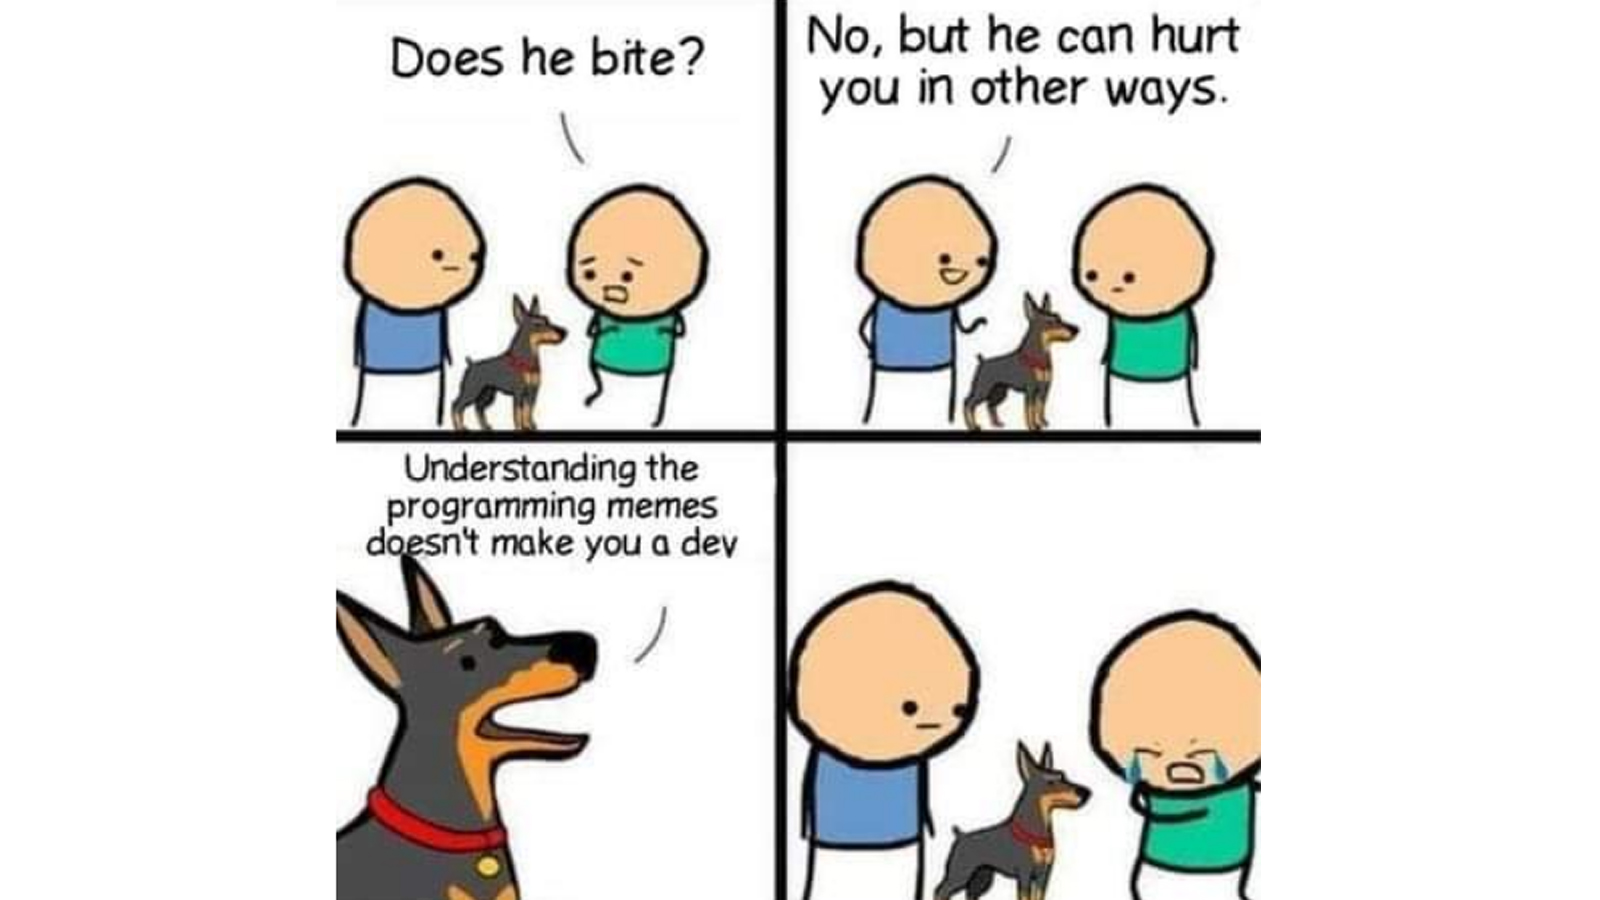 Does he bite?
No, but he can hurt
you in other ways.
Understanding the
programming memes
doesn't make you a dev